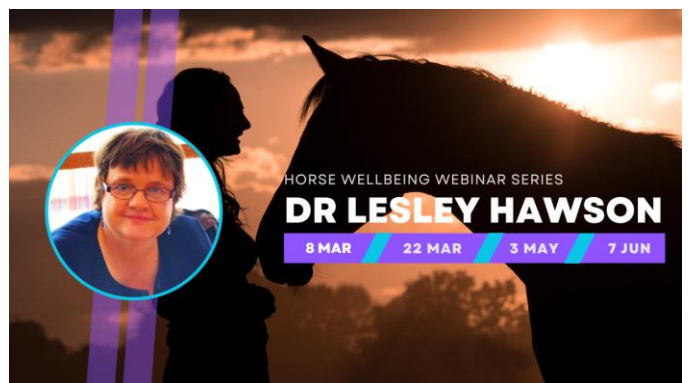 HORSE WELLBEING WEBINAR SERIES
DR LESLEY HAWSON
8 MAR 22 MAR 3 MAY 7 JUN